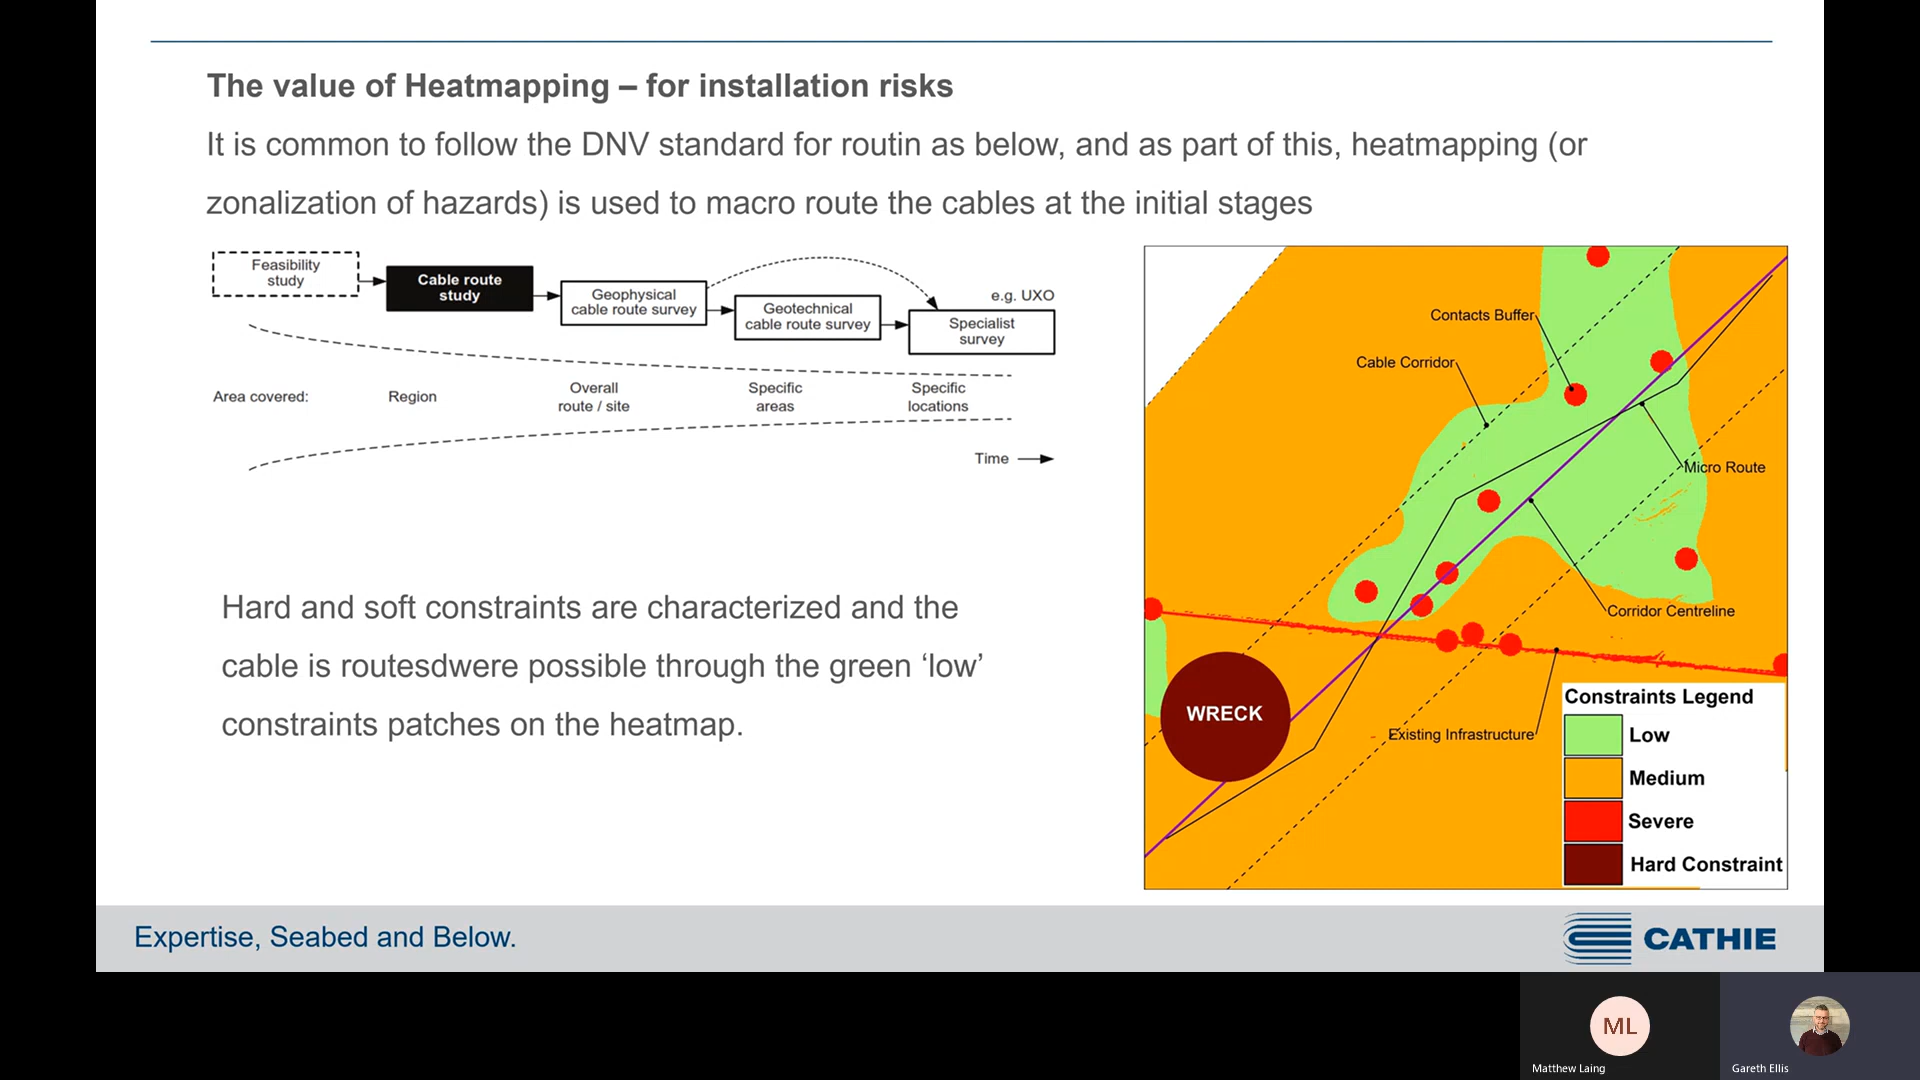 The value of Heatmapping – for installation risks
It is common to follow the DNV standard for routin as below, and as part of this, heatmapping (or
zonalization of hazards) is used to macro route the cables at the initial stages
Feasibility
study
Cable route
study
Geophysical
cable route survey
Geotechnical
cable route survey
e.g. UXO
Specialist
survey
Area covered:
Region
Overall
route / site
Specific
areas
Specific
locations
Time
Hard and soft constraints are characterized and the
cable is routesdwere possible through the green ‘low’
constraints patches on the heatmap.
Contacts Buffer
Cable Corridor
Micro Route
Corridor Centreline
WRECK
Existing Infrastructure
Constraints Legend
Low
Medium
Severe
Hard Constraint
Expertise, Seabed and Below.
CATHIE
ML
Matthew Laing
Gareth Ellis